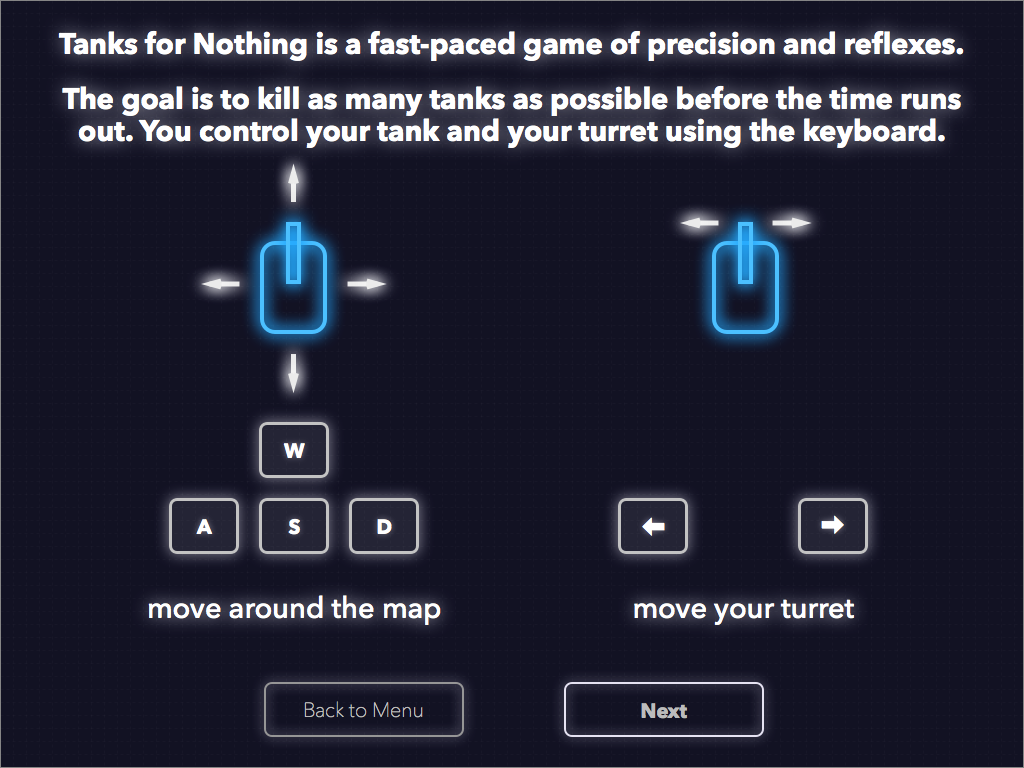 Tanks for Nothing is a fast-paced game of precision and reflexes.
The goal is to kill as many tanks as possible before the time runs
out. You control your tank and your turret using the keyboard.
W
A S D
move around the map
move your turret
Back to Menu
Next